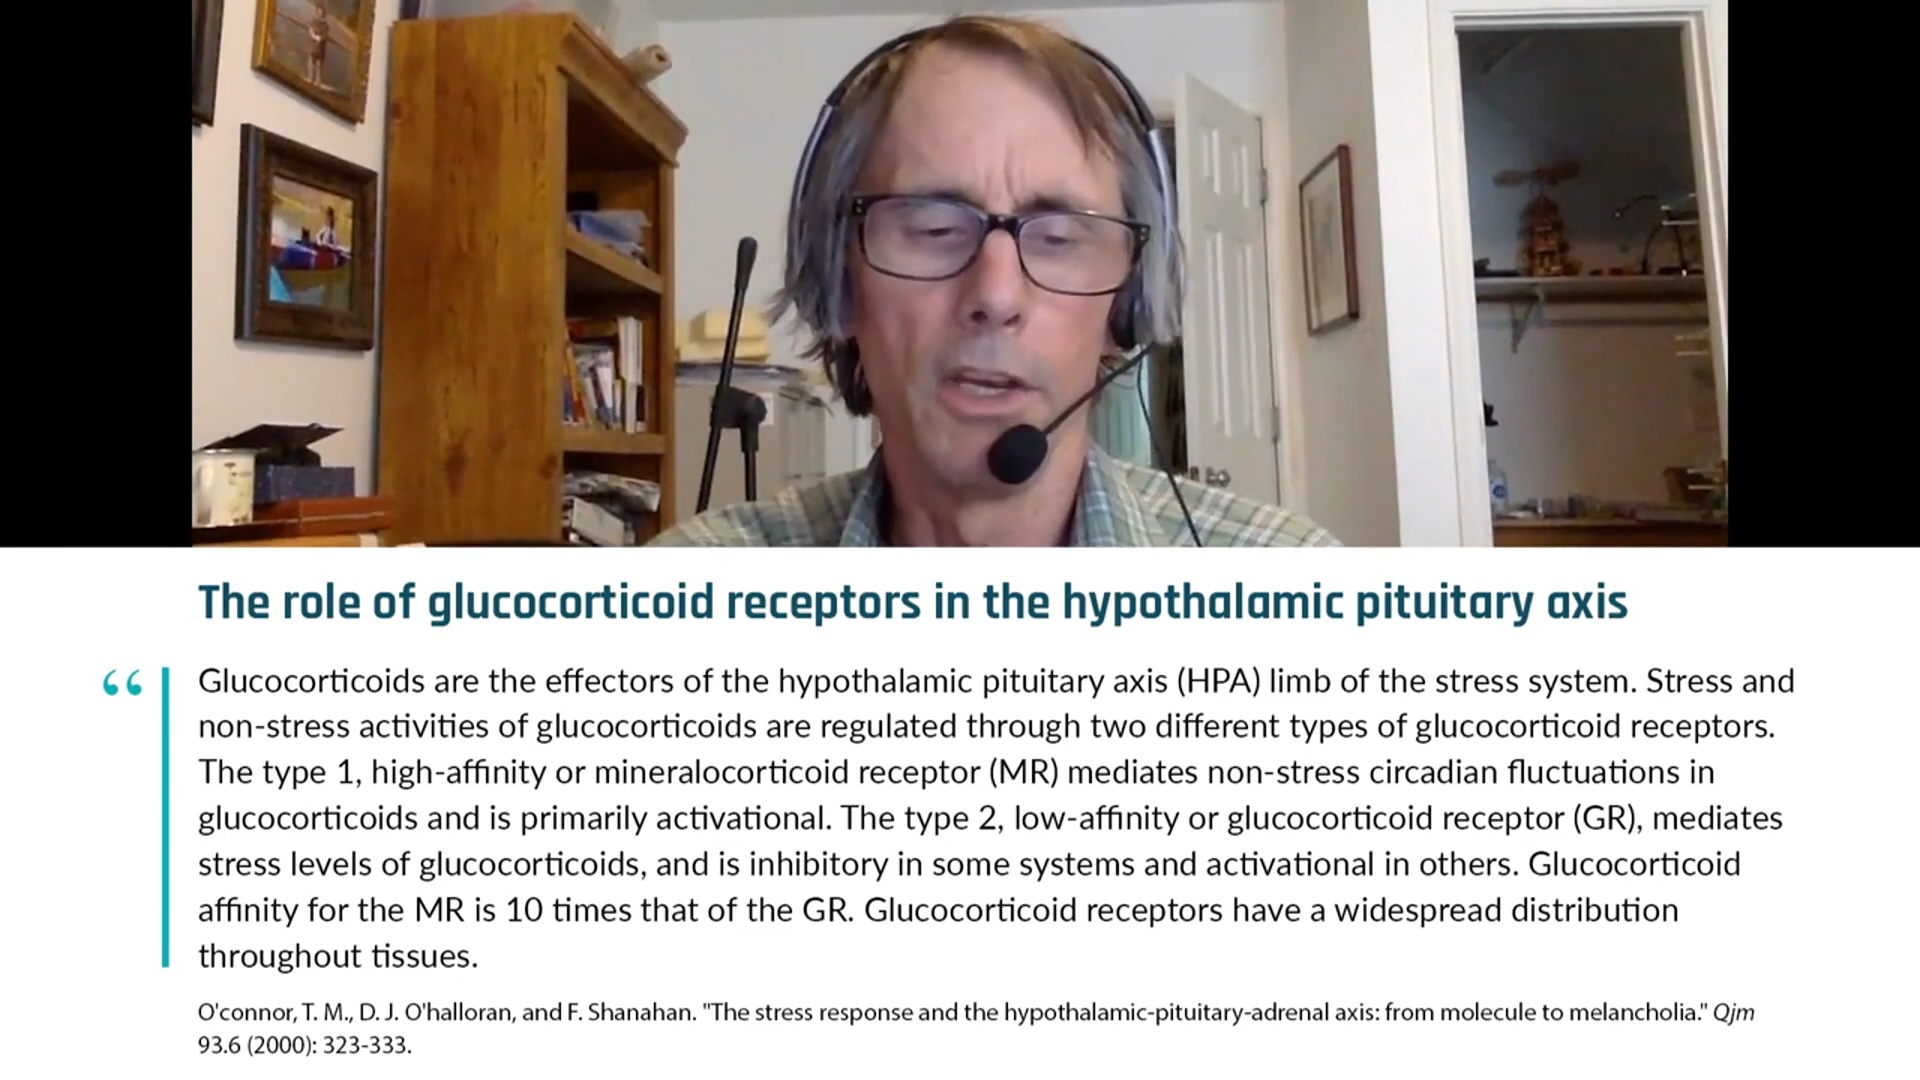 The role of glucocorticoid receptors in the hypothalamic pituitary axis
“ Glucocorticoids are the effectors of the hypothalamic pituitary axis (HPA) limb of the stress system. Stress and
non-stress activities of glucocorticoids are regulated through two different types of glucocorticoid receptors.
The type 1, high-affinity or mineralocorticoid receptor (MR) mediates non-stress circadian fluctuations in
glucocorticoids and is primarily activational. The type 2, low-affinity or glucocorticoid receptor (GR), mediates
stress levels of glucocorticoids, and is inhibitory in some systems and activational in others. Glucocorticoid
affinity for the MR is 10 times that of the GR. Glucocorticoid receptors have a widespread distribution
throughout tissues.
O'connor, T. M., D. J. O'halloran, and F. Shanahan. "The stress response and the hypothalamic-pituitary-adrenal axis: from molecule to melancholia." Qjm
93.6 (2000): 323-333.